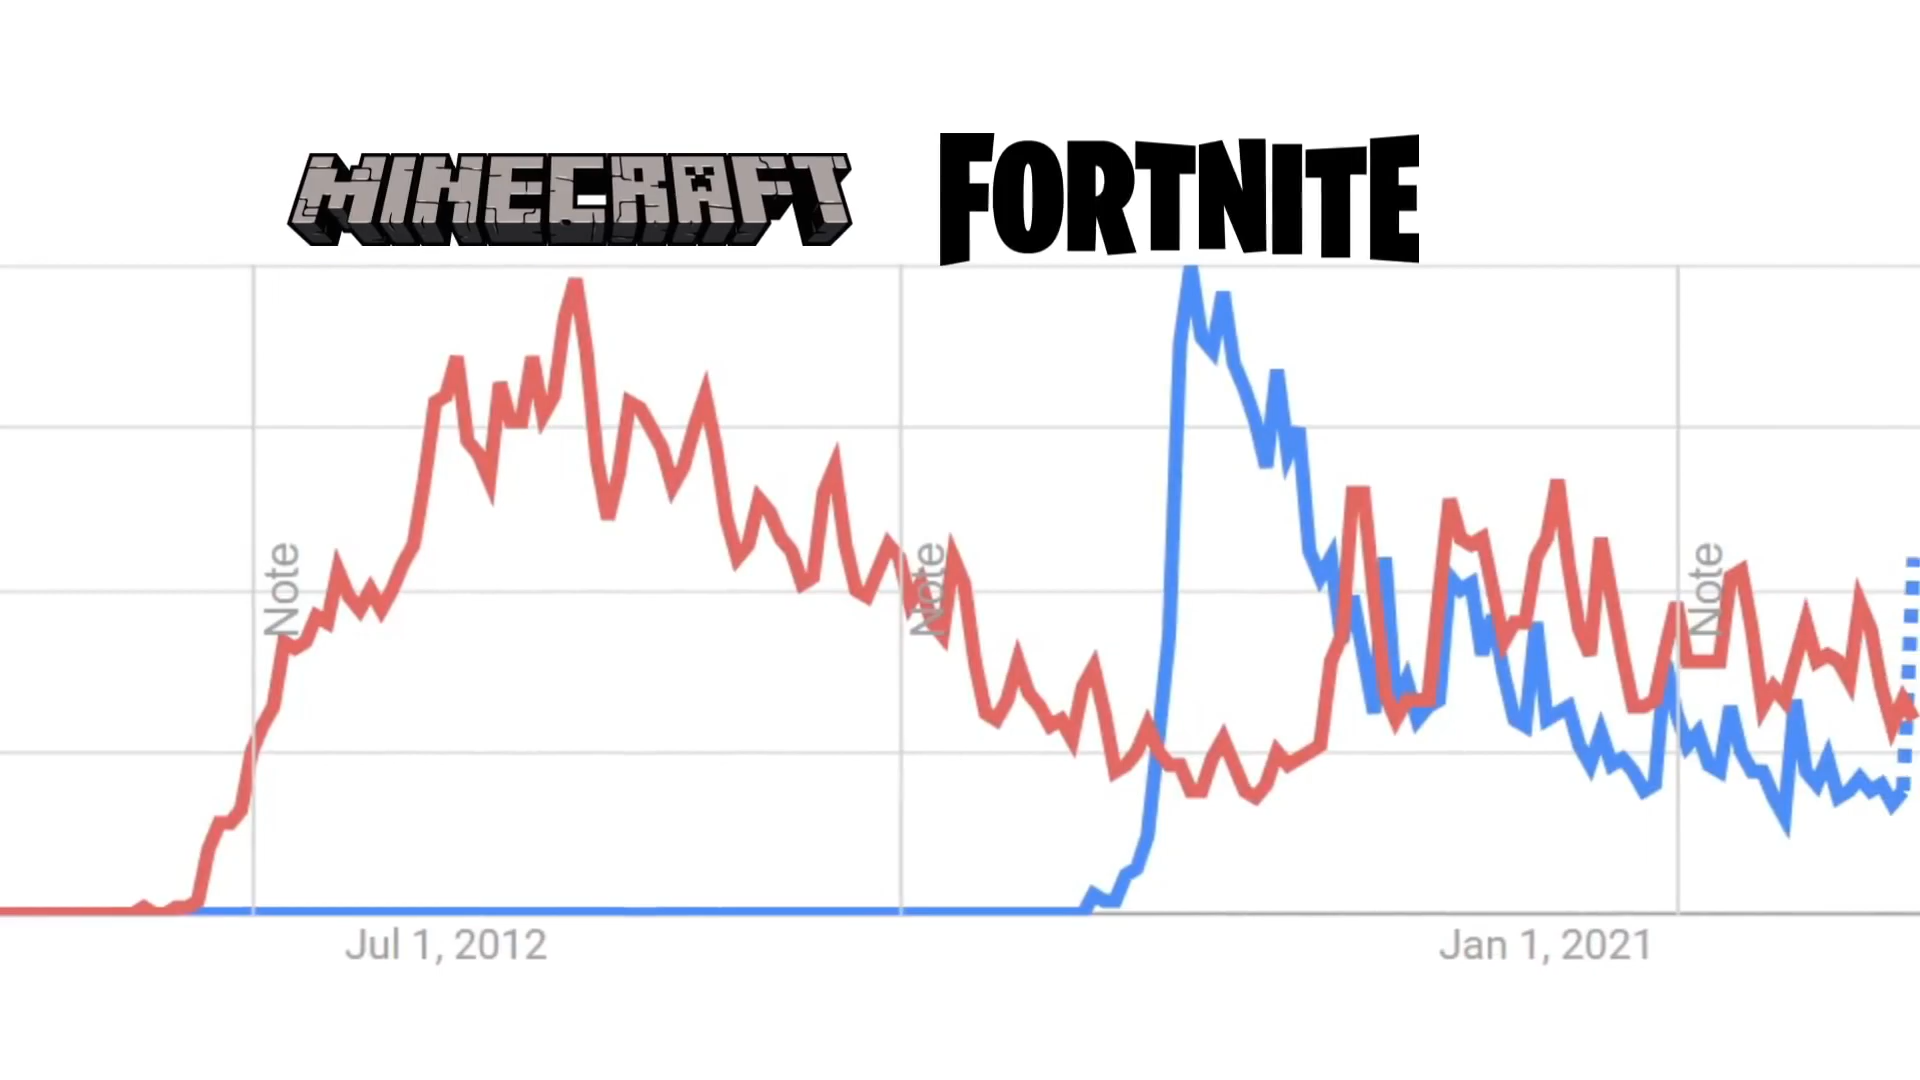 MINECRAFT
FORTNITE
Note
Note
Note
Jul 1, 2012
Jan 1, 2021